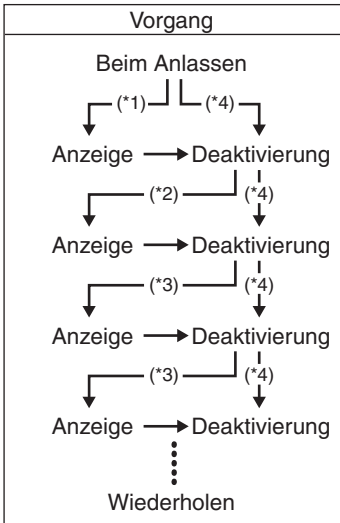 Vorgang
Beim Anlassen
(*1) (*4)
Anzeige Deaktivierung
(*2) (*4)
Anzeige Deaktivierung
(*3) (*4)
Anzeige Deaktivierung
(*3) (*4)
Anzeige Deaktivierung
Wiederholen